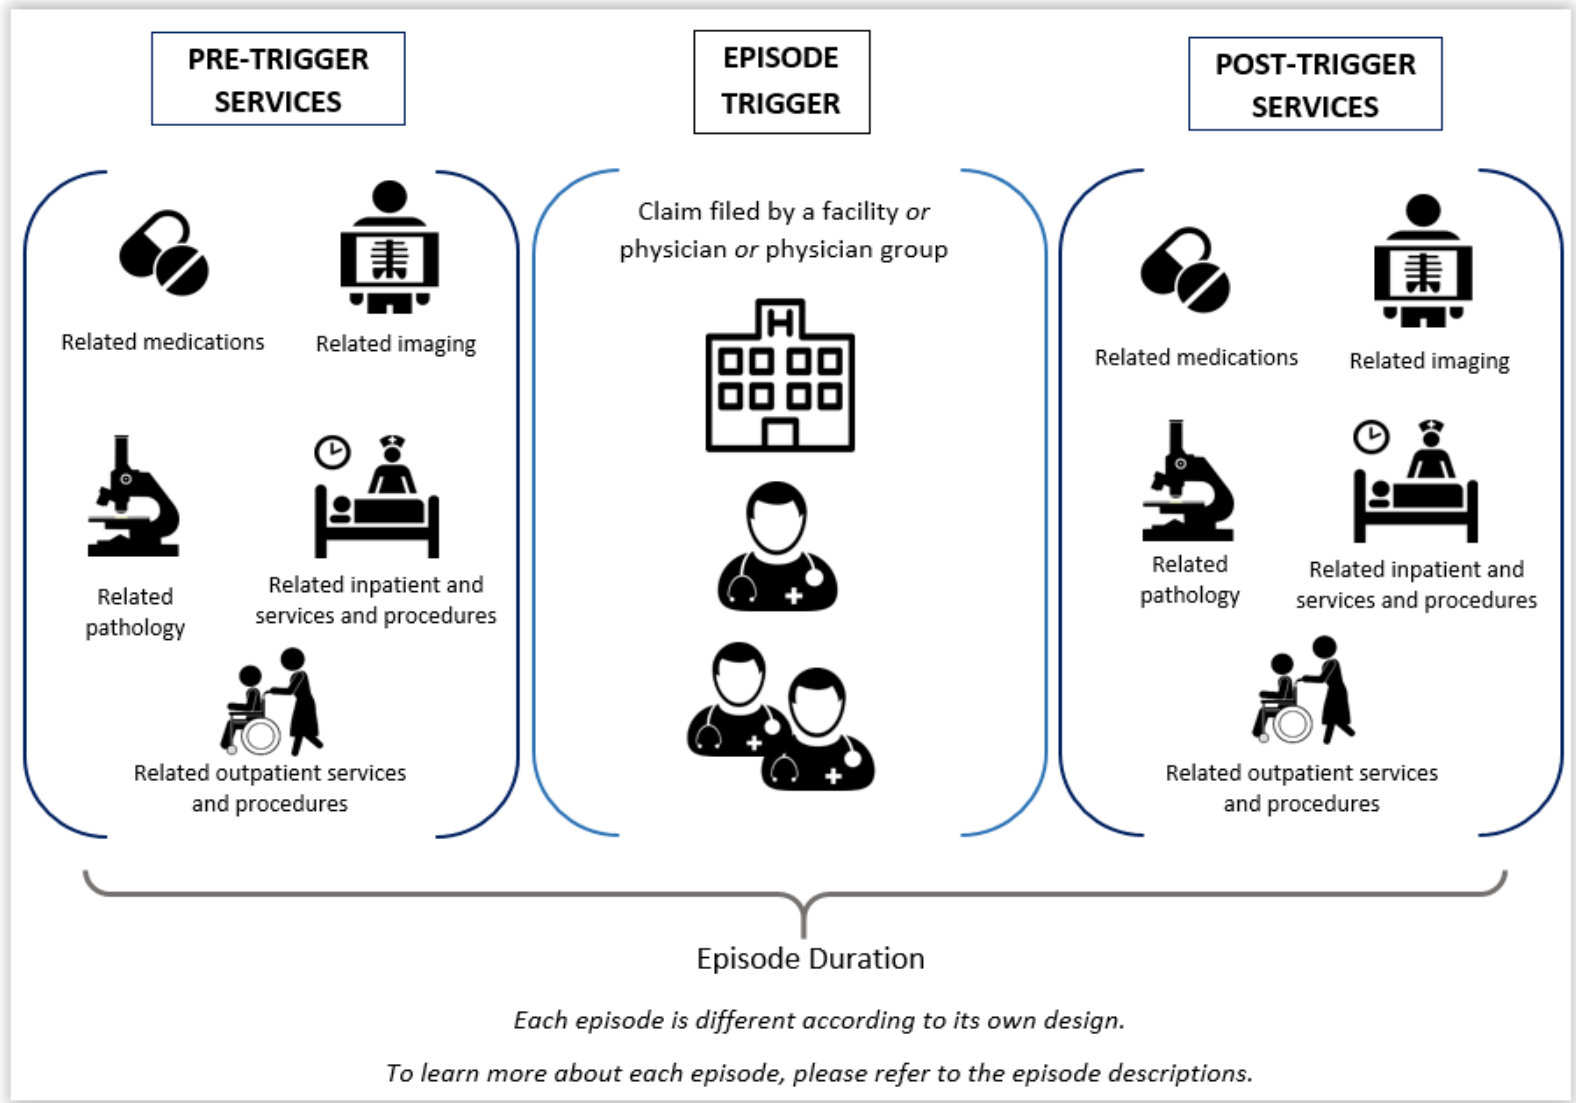 PRE-TRIGGER
SERVICES
EPISODE
TRIGGER
POST-TRIGGER
SERVICES
Related medications
Related imaging
Related
pathology
Related inpatient and
services and procedures
Related outpatient services
and procedures
Claim filed by a facility or
physician or physician group
H
Related medications
Related imaging
Related
pathology
Related inpatient and
services and procedures
Related outpatient services
and procedures
Episode Duration
Each episode is different according to its own design.
To learn more about each episode, please refer to the episode descriptions.